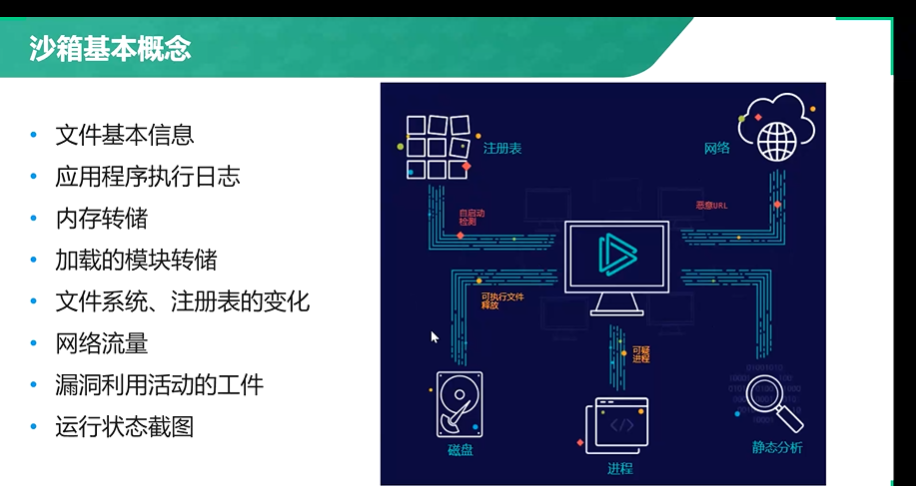 沙箱基本概念
文件基本信息
应用程序执行日志
内存转储
加载的模块转储
文件系统、注册表的变化
网络流量
漏洞利用活动的工件
运行状态截图
注册表
网络
自启动
检测
恶意URL
可执行文件
释放
可疑
进程
磁盘
进程
静态分析